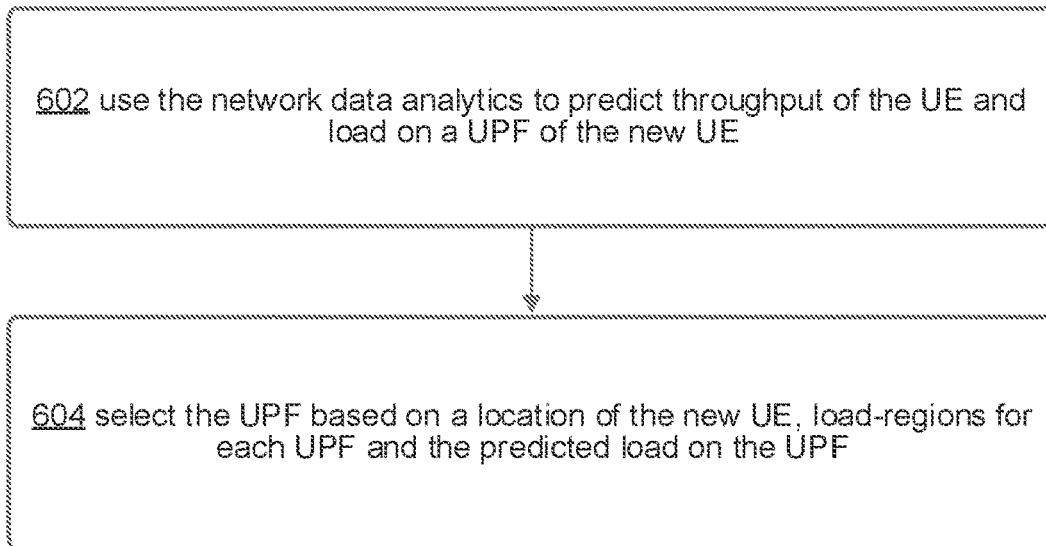 602 use the network data analytics to predict throughput of the UE and
load on a UPF of the new UE
604 select the UPF based on a location of the new UE, load-regions for
each UPF and the predicted load on the UPF